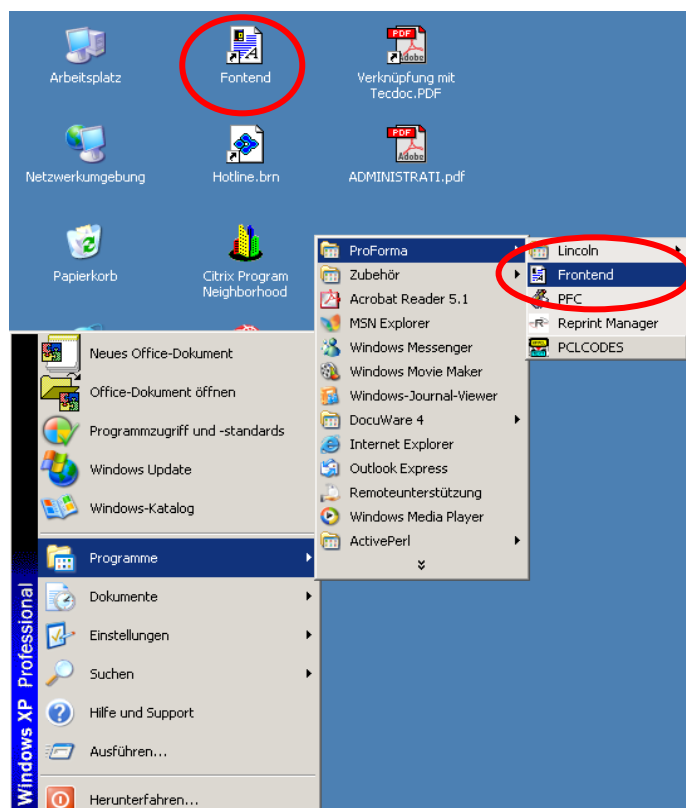 Arbeitsplatz
Fontend
Verknüpfung mit
Tecdoc.PDF
Netzwerkumgebung
Hotline.brn
ADMINISTRATI.pdf
Papierkorb
Citrix Program
Neighborhood
Neues Office-Dokument
Office-Dokument öffnen
Programmzugriff und -standards
Windows Update
Windows-Katalog
Programme
Dokumente
Einstellungen
Suchen
Hilfe und Support
Ausführen...
Herunterfahren...
Windows XP Professional
ProForma
Zubehör
Acrobat Reader 5.1
MSN Explorer
Windows Messenger
Windows Movie Maker
Windows-Journal-Viewer
DocuWare 4
Internet Explorer
Outlook Express
Remoteunterstützung
Windows Media Player
ActivePerl
Lincoln
Frontend
PFC
Reprint Manager
PCLCODES